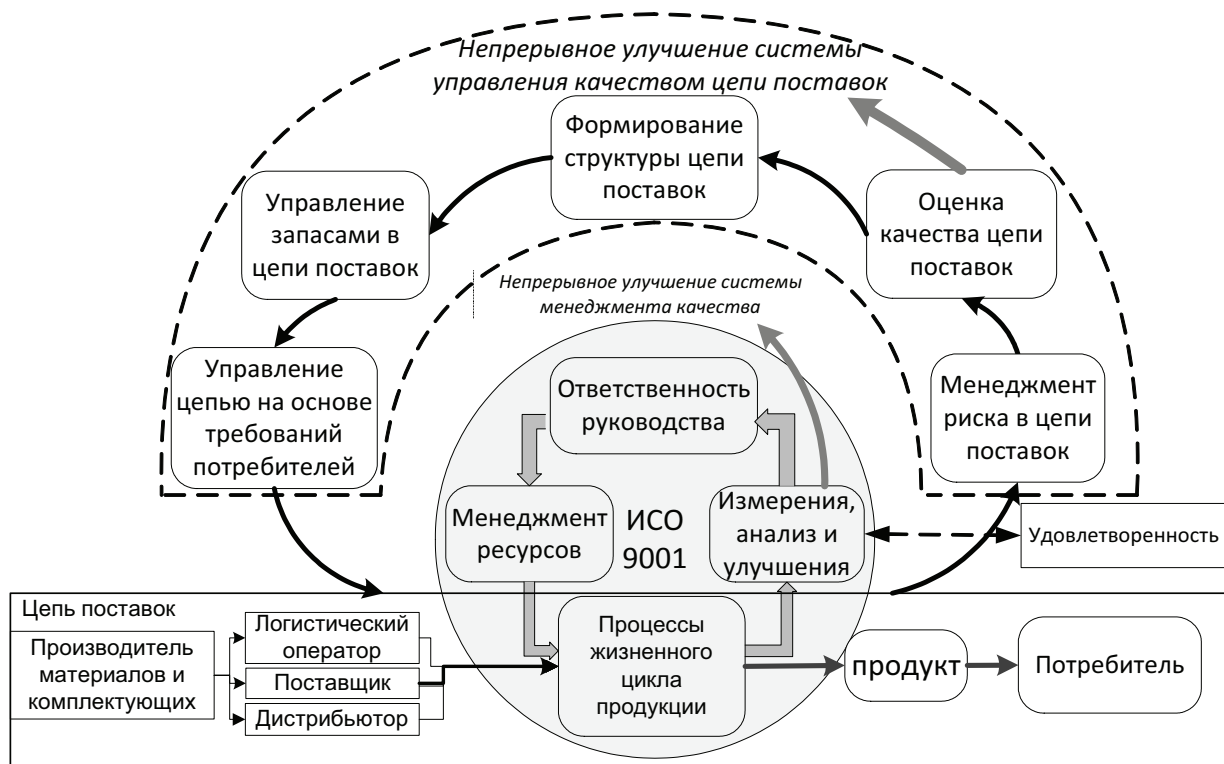 Непрерывное улучшение системы
управления качеством цепи поставок
Формирование
структуры цепи
поставок
Управление
запасами в
цепи поставок
Оценка
качества цепи
поставок
Непрерывное улучшение системы
менеджмента качества
Управление
цепью на основе
требований
потребителей
Ответственность
руководства
Менеджмент
риска в цепи
поставок
Менеджмент
ресурсов
ИСО
9001
Измерения,
анализ и
улучшения
Удовлетворенность
Цепь поставок
Производитель
материалов и
комплектующих
Логистический
оператор
Поставщик
Дистрибьютор
Процессы
жизненного
цикла
продукции
продукт
Потребитель